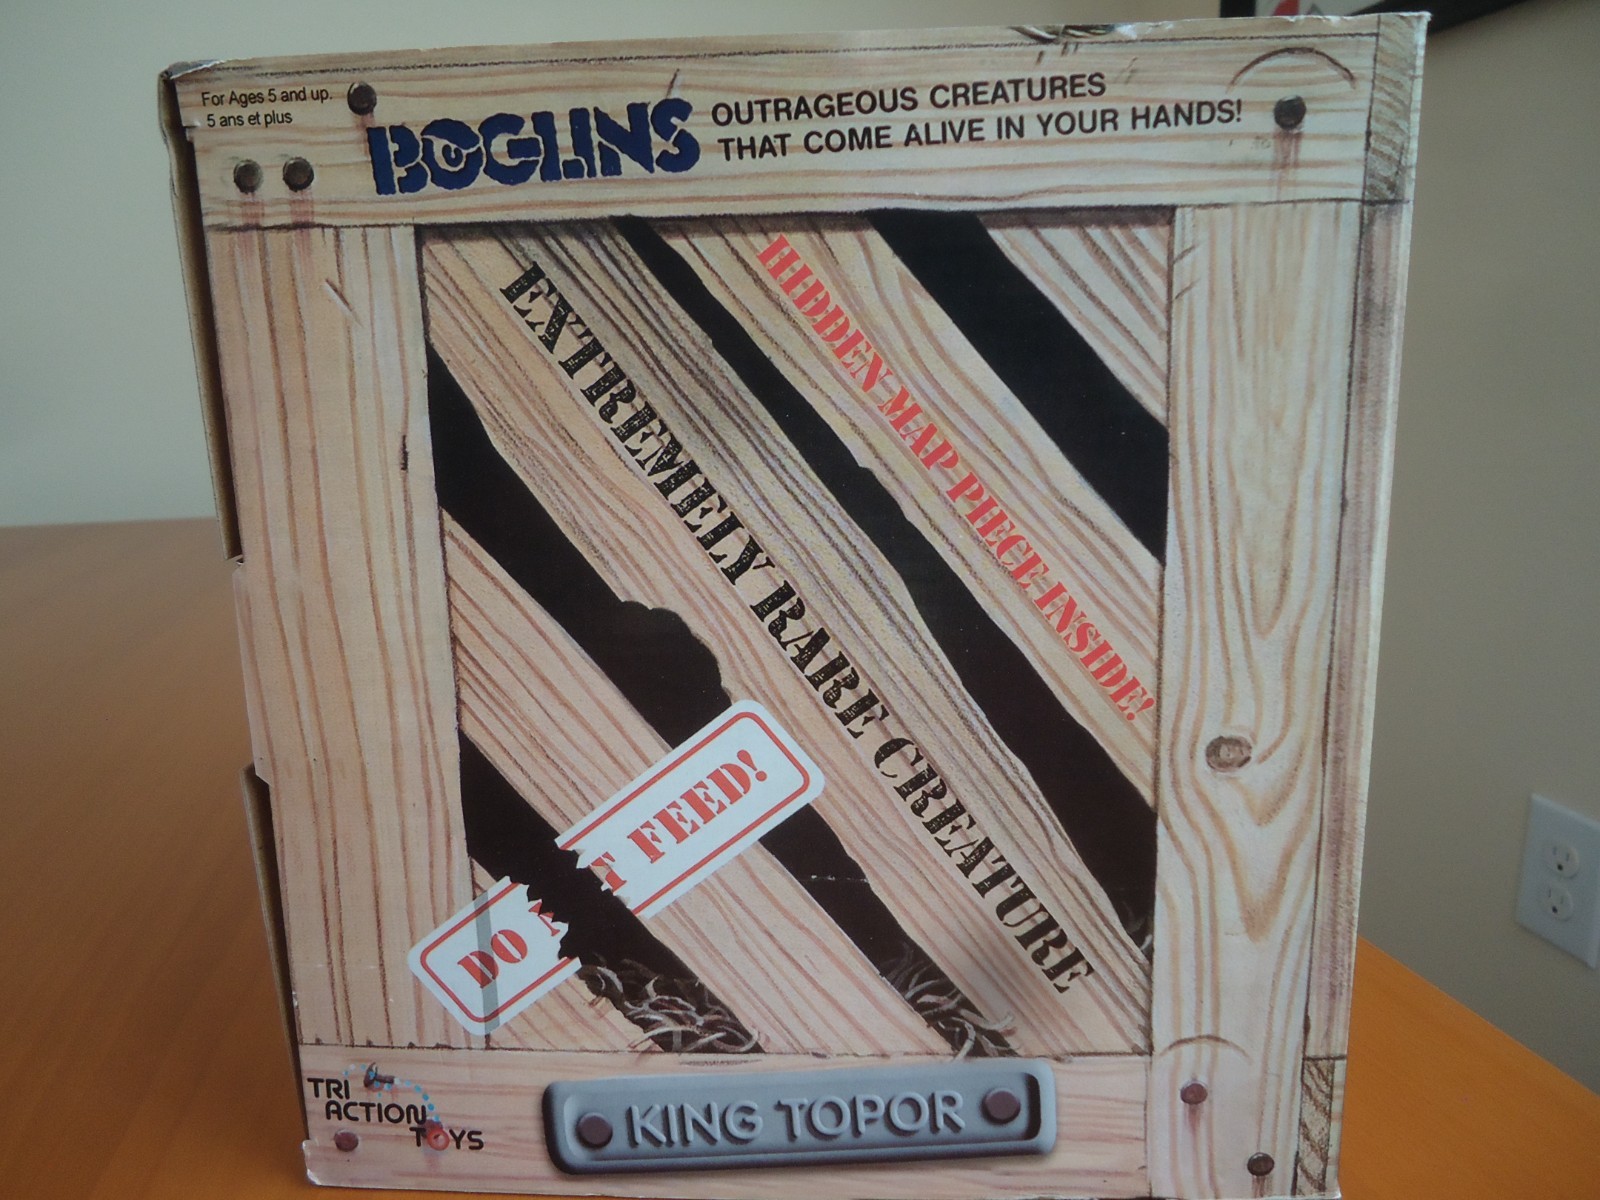 For Ages 5 and up.
5 ans et plus
BOGLINS
OUTRAGEOUS CREATURES
THAT COME ALIVE IN YOUR HANDS!
HIDDEN MAP PIECE INSIDE!
EXTREMELY RARE CREATURE
DO FEED!
TRI
ACTION
TOYS
KING TOPOR